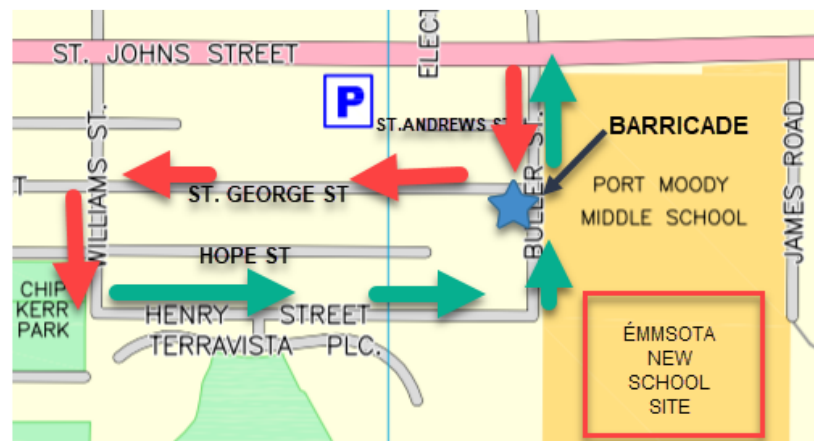 ST. JOHNS STREET
ELECT
P
ST.ANDREWS ST
BARRICADE
WILLIAMS ST.
BULLER ST.
JAMES ROAD
PORT MOODY
MIDDLE SCHOOL
T
ST. GEORGE ST
HOPE ST
CHIP
KERR
PARK
HENRY STREET
TERRAVISTA PLC.
ÉMMSOTA
NEW
SCHOOL
SITE